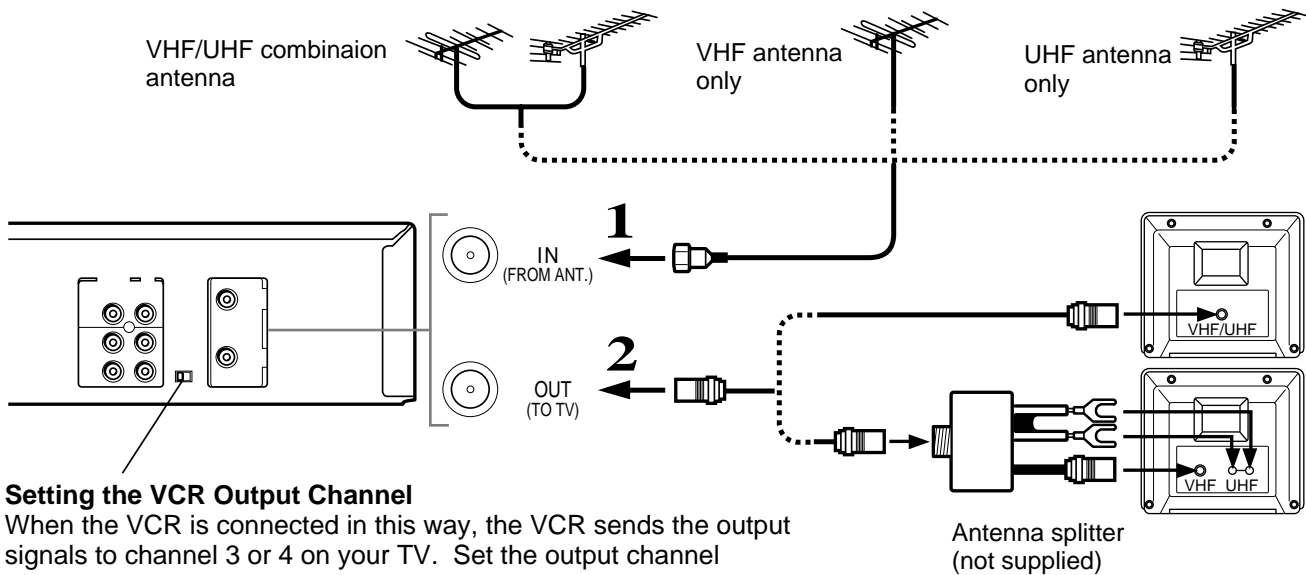 VHF/UHF combinaion
antenna
VHF antenna
only
UHF antenna
only
1
IN
(FROM ANT.)
2
OUT
(TO TV)
VHF/UHF
VHF UHF
Antenna splitter
(not supplied)
Setting the VCR Output Channel
When the VCR is connected in this way, the VCR sends the output
signals to channel 3 or 4 on your TV. Set the output channel